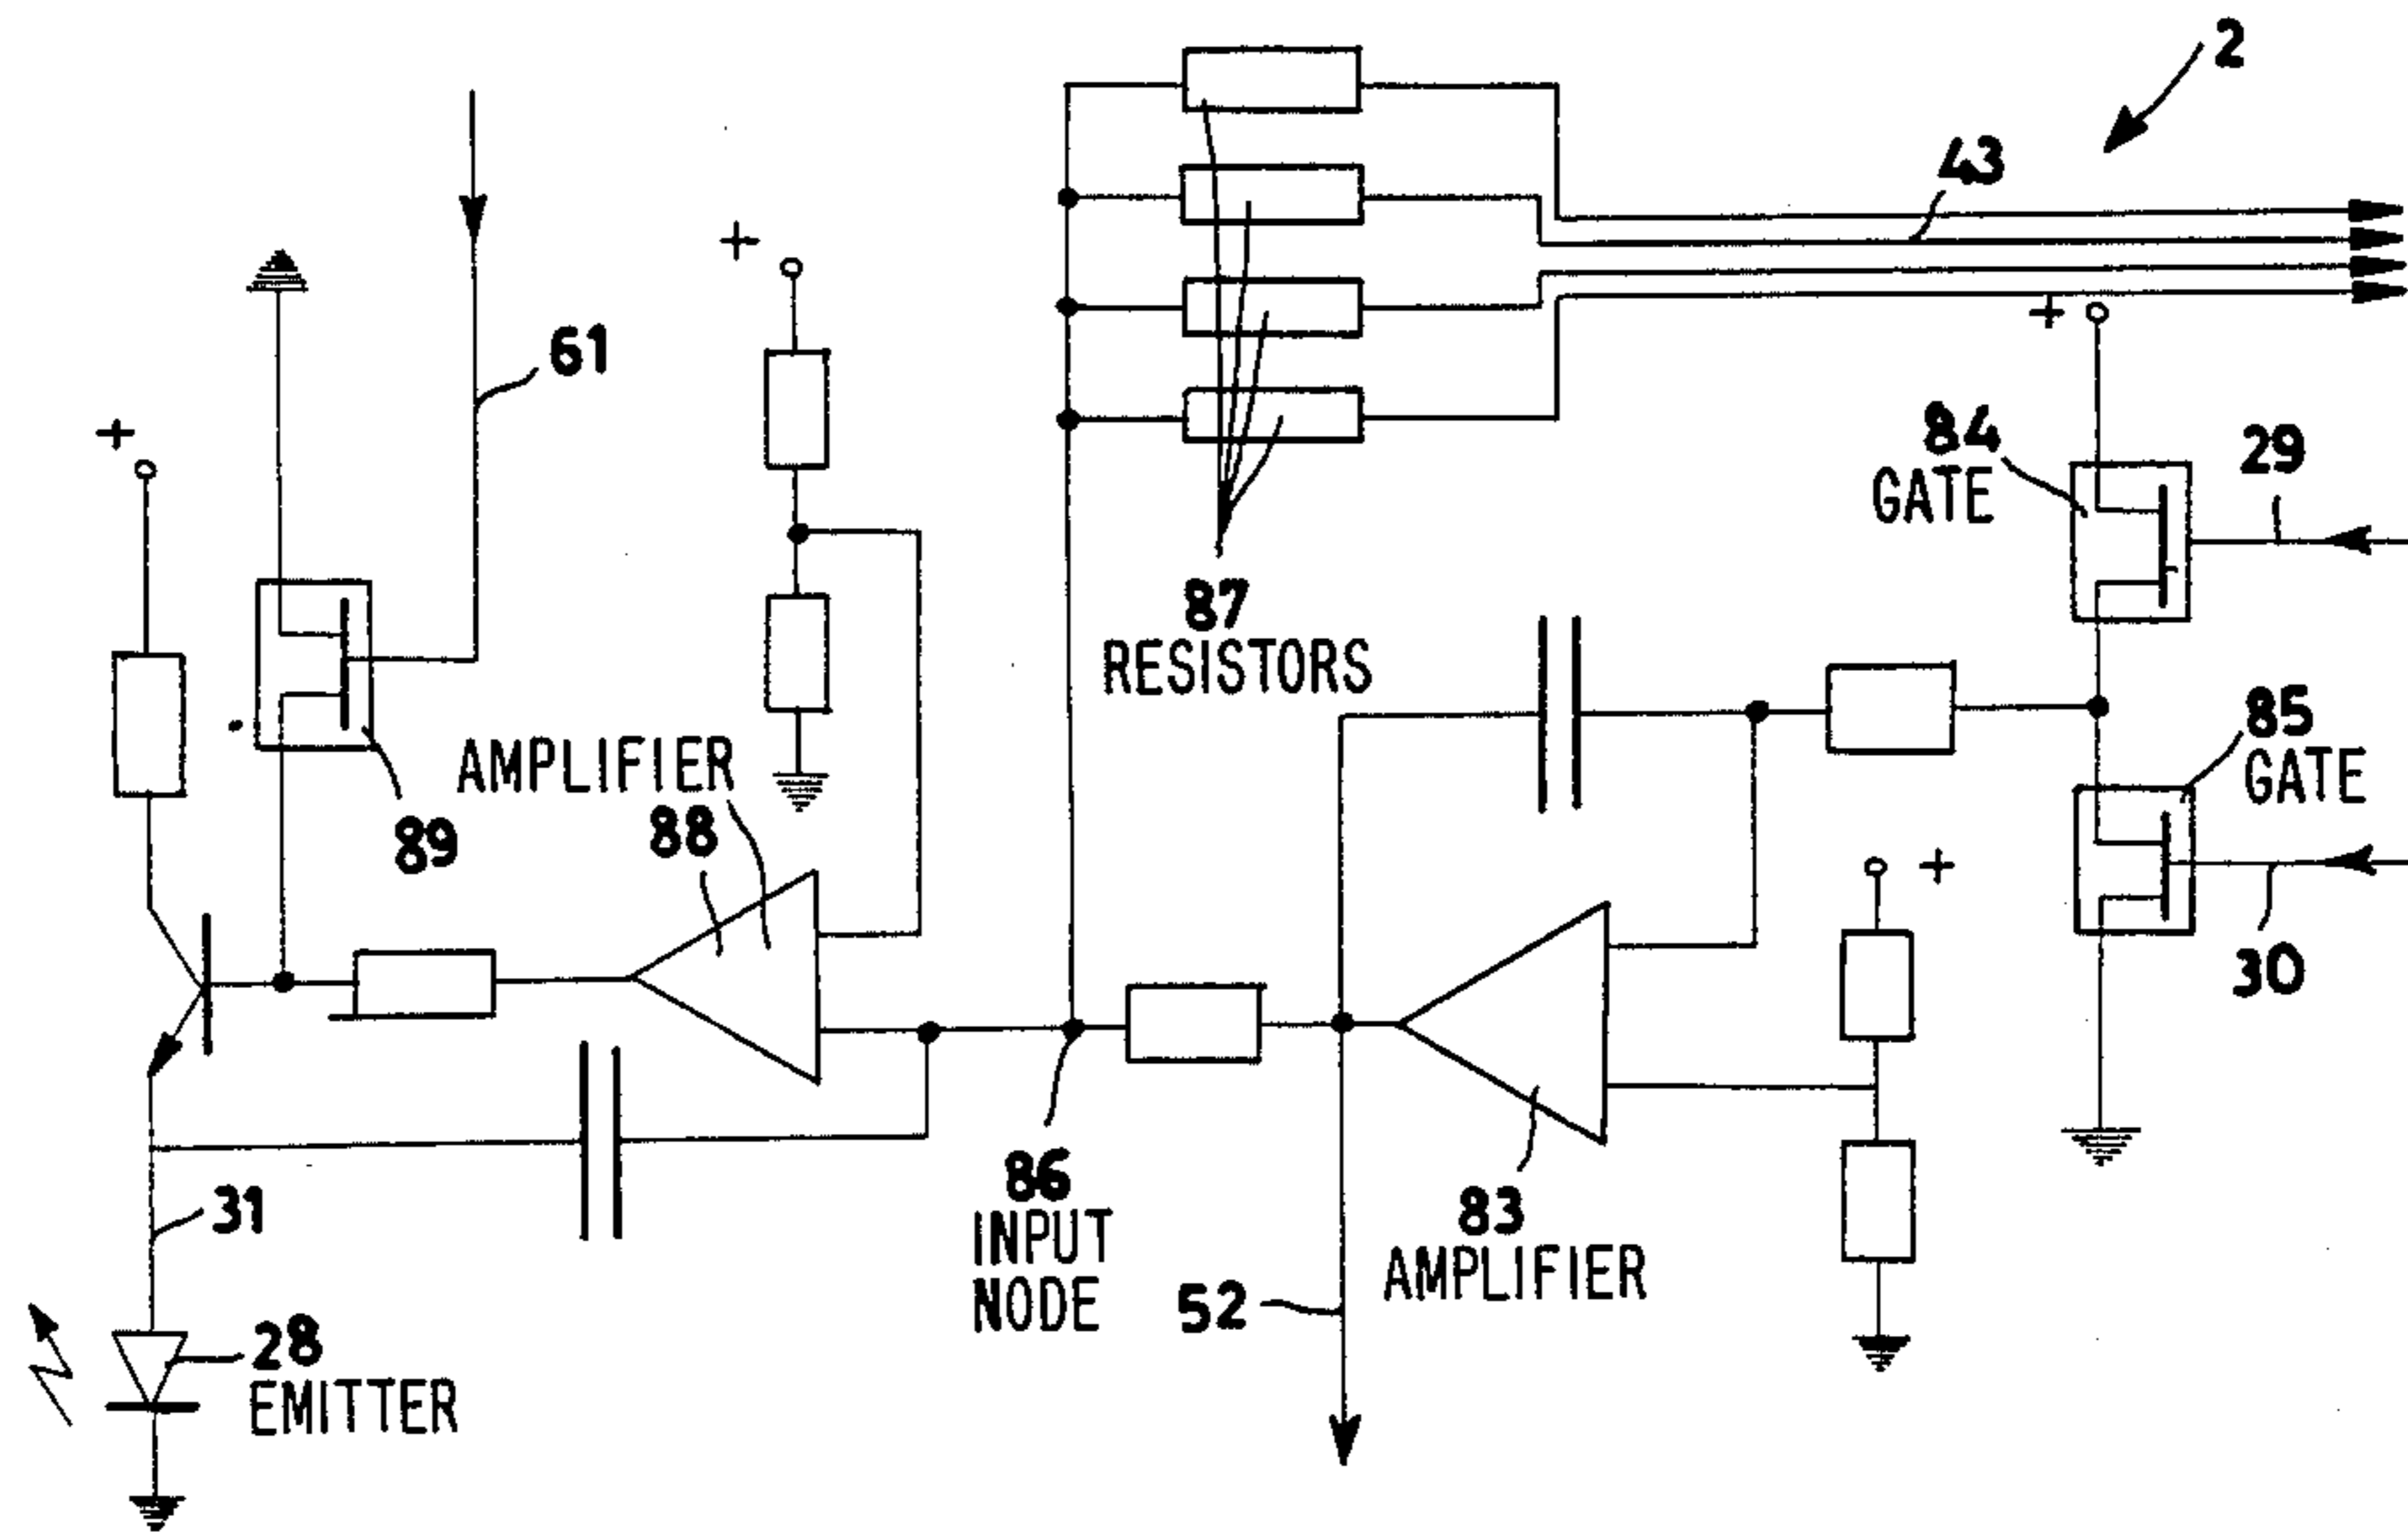 2
43
+
61
+
+
84
GATE
29
87
RESISTORS
85
GATE
AMPLIFIER
88
89
+
30
86
INPUT
NODE
83
AMPLIFIER
31
52
28
EMITTER